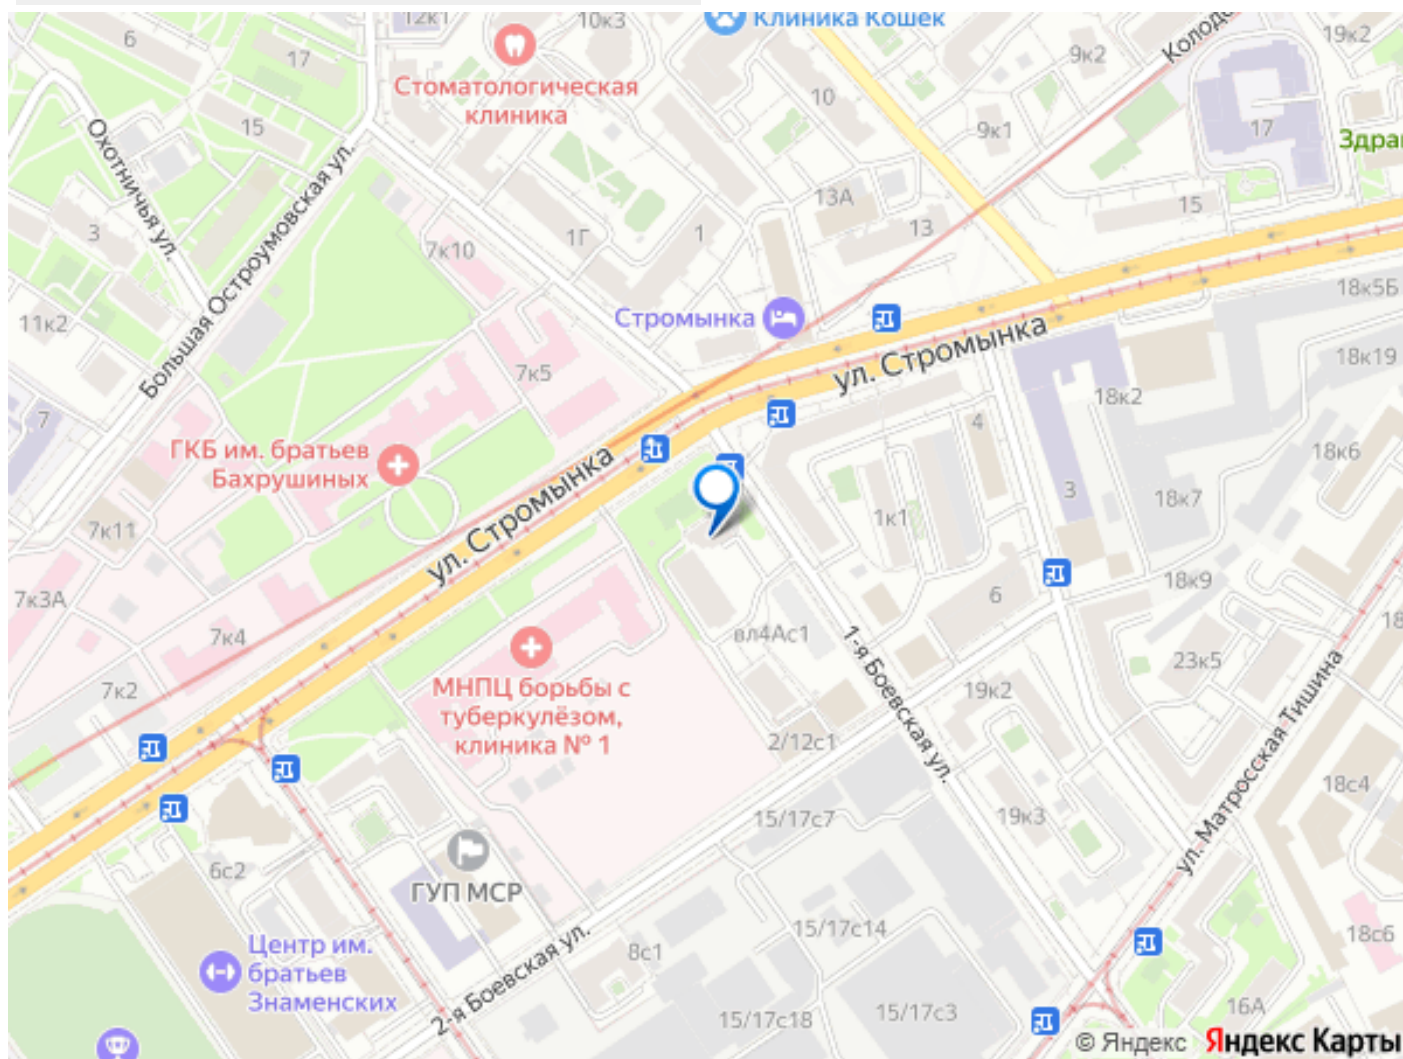 12к1
10к3
Клиника Кошек
6
17
Стоматологическая
клиника
10
9к2
Колодо
19к2
15
Охотничья ул.
9к1
17
Здрав
3
7к10
1Г
1
13А
13
15
Большая Остроумовская ул.
11к2
Стромынка
18к5Б
ул. Стромынка
7к5
18к19
7
18к2
4
ГКБ им. братьев
Бахрушиных
18к6
7к11
ул. Стромынка
1к1
3
18к7
7к3А
7к4
6
18к9
18
вл4Ас1
1-я Боевская ул.
МНПЦ борьбы с
туберкулёзом,
клиника № 1
7к2
23к5
19к2
2/12с1
ул. Матросская Тишина
18с4
15/17с7
19к3
6с2
ГУП МСР
15/17с14
8с1
2-я Боевская ул.
18с6
Центр им.
братьев
Знаменских
15/17с18
15/17с3
16А
© Яндекс Яндекс Карты